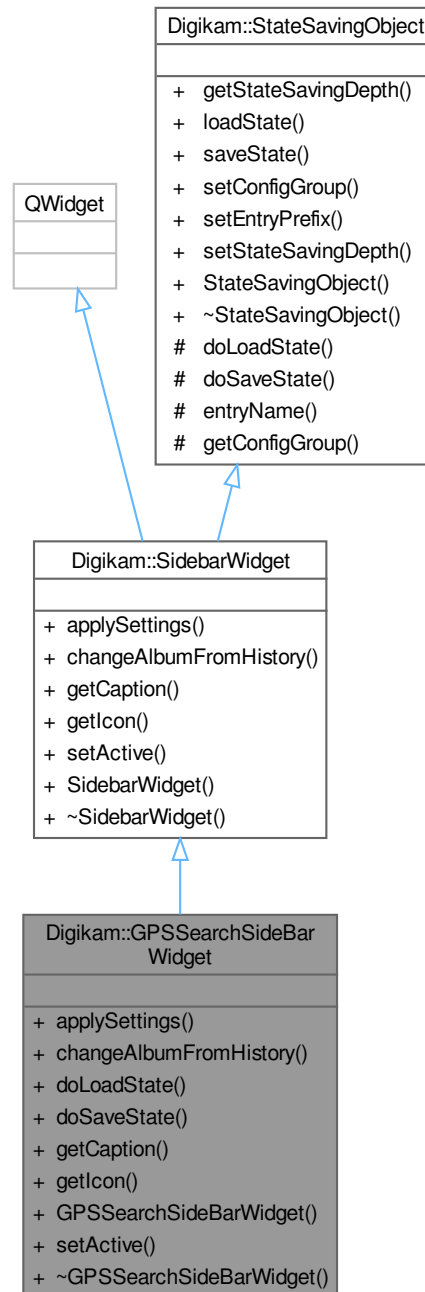 Digikam::StateSavingObject
+ getStateSavingDepth()
+ loadState()
+ saveState()
+ setConfigGroup()
+ setEntryPrefix()
+ setStateSavingDepth()
+ StateSavingObject()
+ ~StateSavingObject()
# doLoadState()
# doSaveState()
# entryName()
# getConfigGroup()
QWidget
Digikam::SidebarWidget
+ applySettings()
+ changeAlbumFromHistory()
+ getCaption()
+ getIcon()
+ setActive()
+ SidebarWidget()
+ ~SidebarWidget()
Digikam::GPSSearchSideBar
Widget
+ applySettings()
+ changeAlbumFromHistory()
+ doLoadState()
+ doSaveState()
+ getCaption()
+ getIcon()
+ GPSSearchSideBarWidget()
+ setActive()
+ ~GPSSearchSideBarWidget()